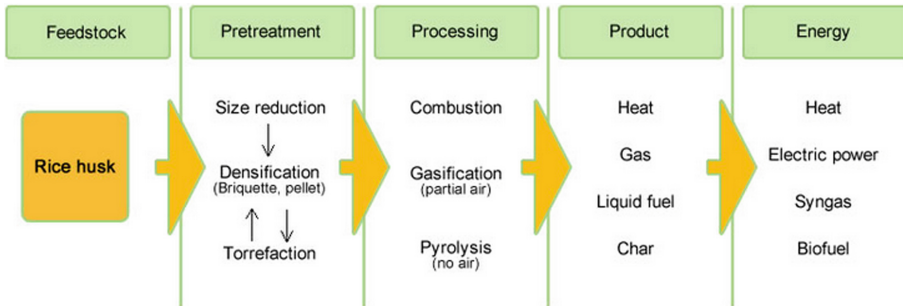 Feedstock
Pretreatment
Processing
Product
Energy
Rice husk
Size reduction
Densification
(Briquette, pellet)
Torrefaction
Combustion
Gasification
(partial air)
Pyrolysis
(no air)
Heat
Gas
Liquid fuel
Char
Heat
Electric power
Syngas
Biofuel